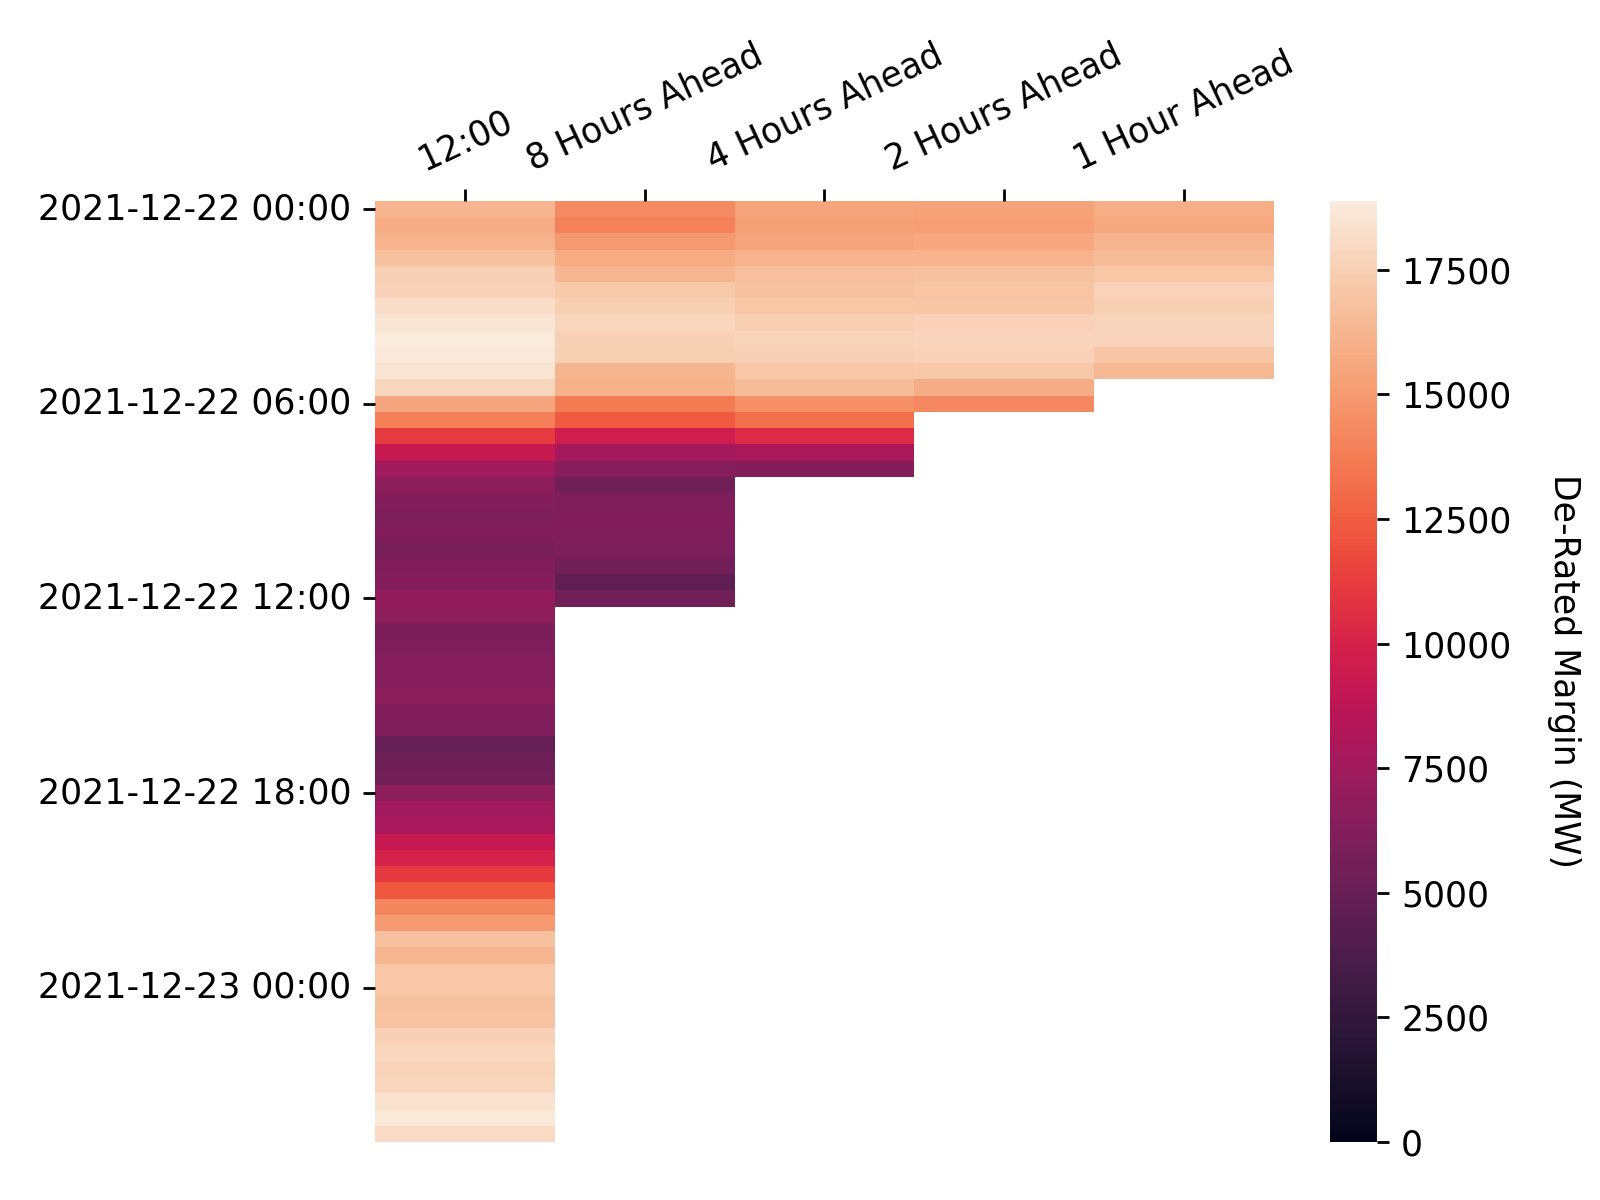 12:00
8 Hours Ahead
4 Hours Ahead
2 Hours Ahead
1 Hour Ahead
2021-12-22 00:00
2021-12-22 06:00
2021-12-22 12:00
2021-12-22 18:00
2021-12-23 00:00
17500
15000
12500
10000
7500
5000
2500
0
De-Rated Margin (MW)